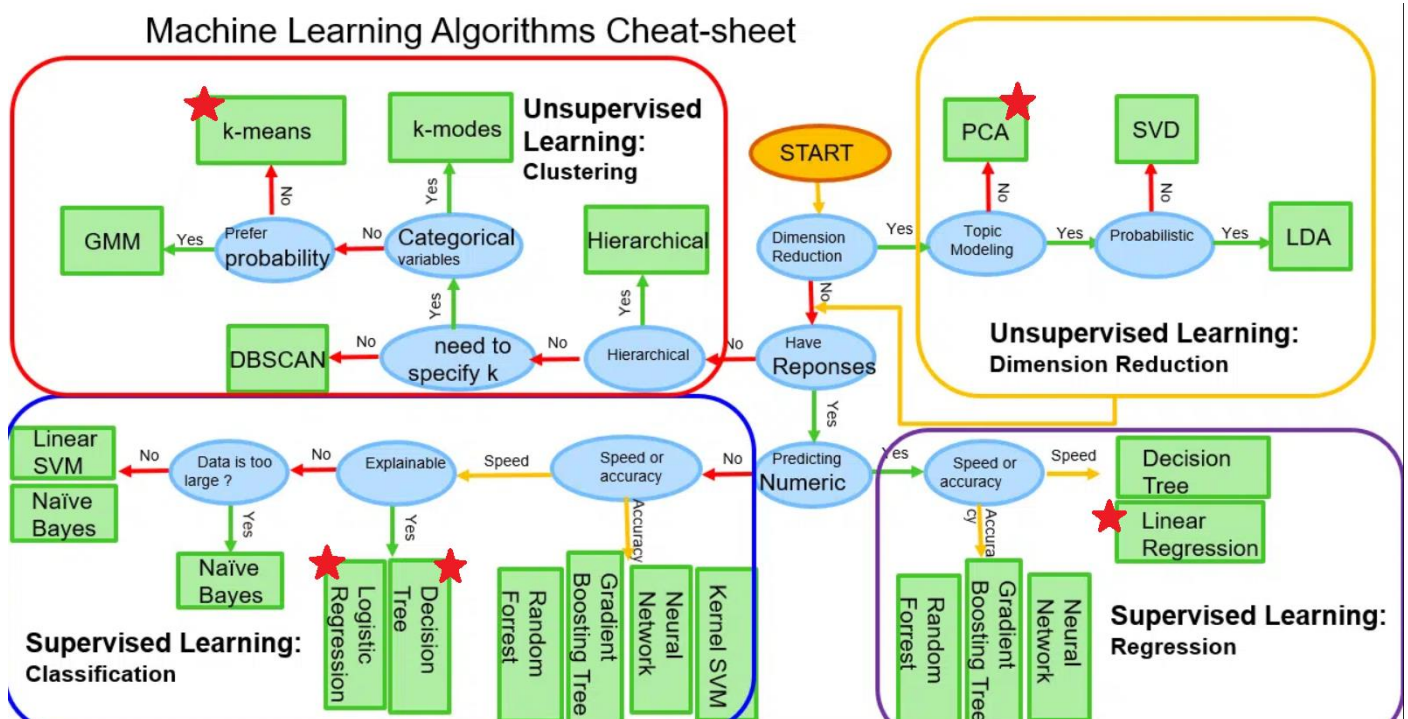 Machine Learning Algorithms Cheat-sheet
Unsupervised
Learning:
Clustering
k-means
k-modes
No
Yes
GMM
Yes
Prefer
probability
No
Categorical
variables
Hierarchical
Yes
Yes
DBSCAN
No
need to
specify k
No
Hierarchical
No
START
Dimension
Reduction
Yes
No
Have
Reponses
Yes
Predicting
Numeric
PCA
SVD
No
No
Topic
Modeling
Yes
Probabilistic
Yes
LDA
Unsupervised Learning:
Dimension Reduction
Linear
SVM
Naïve
Bayes
No
Data is too
large ?
No
Explainable
Speed
Speed or
accuracy
No
Yes
Yes
Accuracy
Naïve
Bayes
Logistic
Regression
Decision
Tree
Random
Forrest
Gradient
Boosting Tree
Neural
Network
Kernel SVM
Supervised Learning:
Classification
Yes
Speed or
accuracy
Speed
Decision
Tree
Linear
Regression
Accura
cy
Random
Forrest
Gradient
Boosting Tree
Neural
Network
Supervised Learning:
Regression